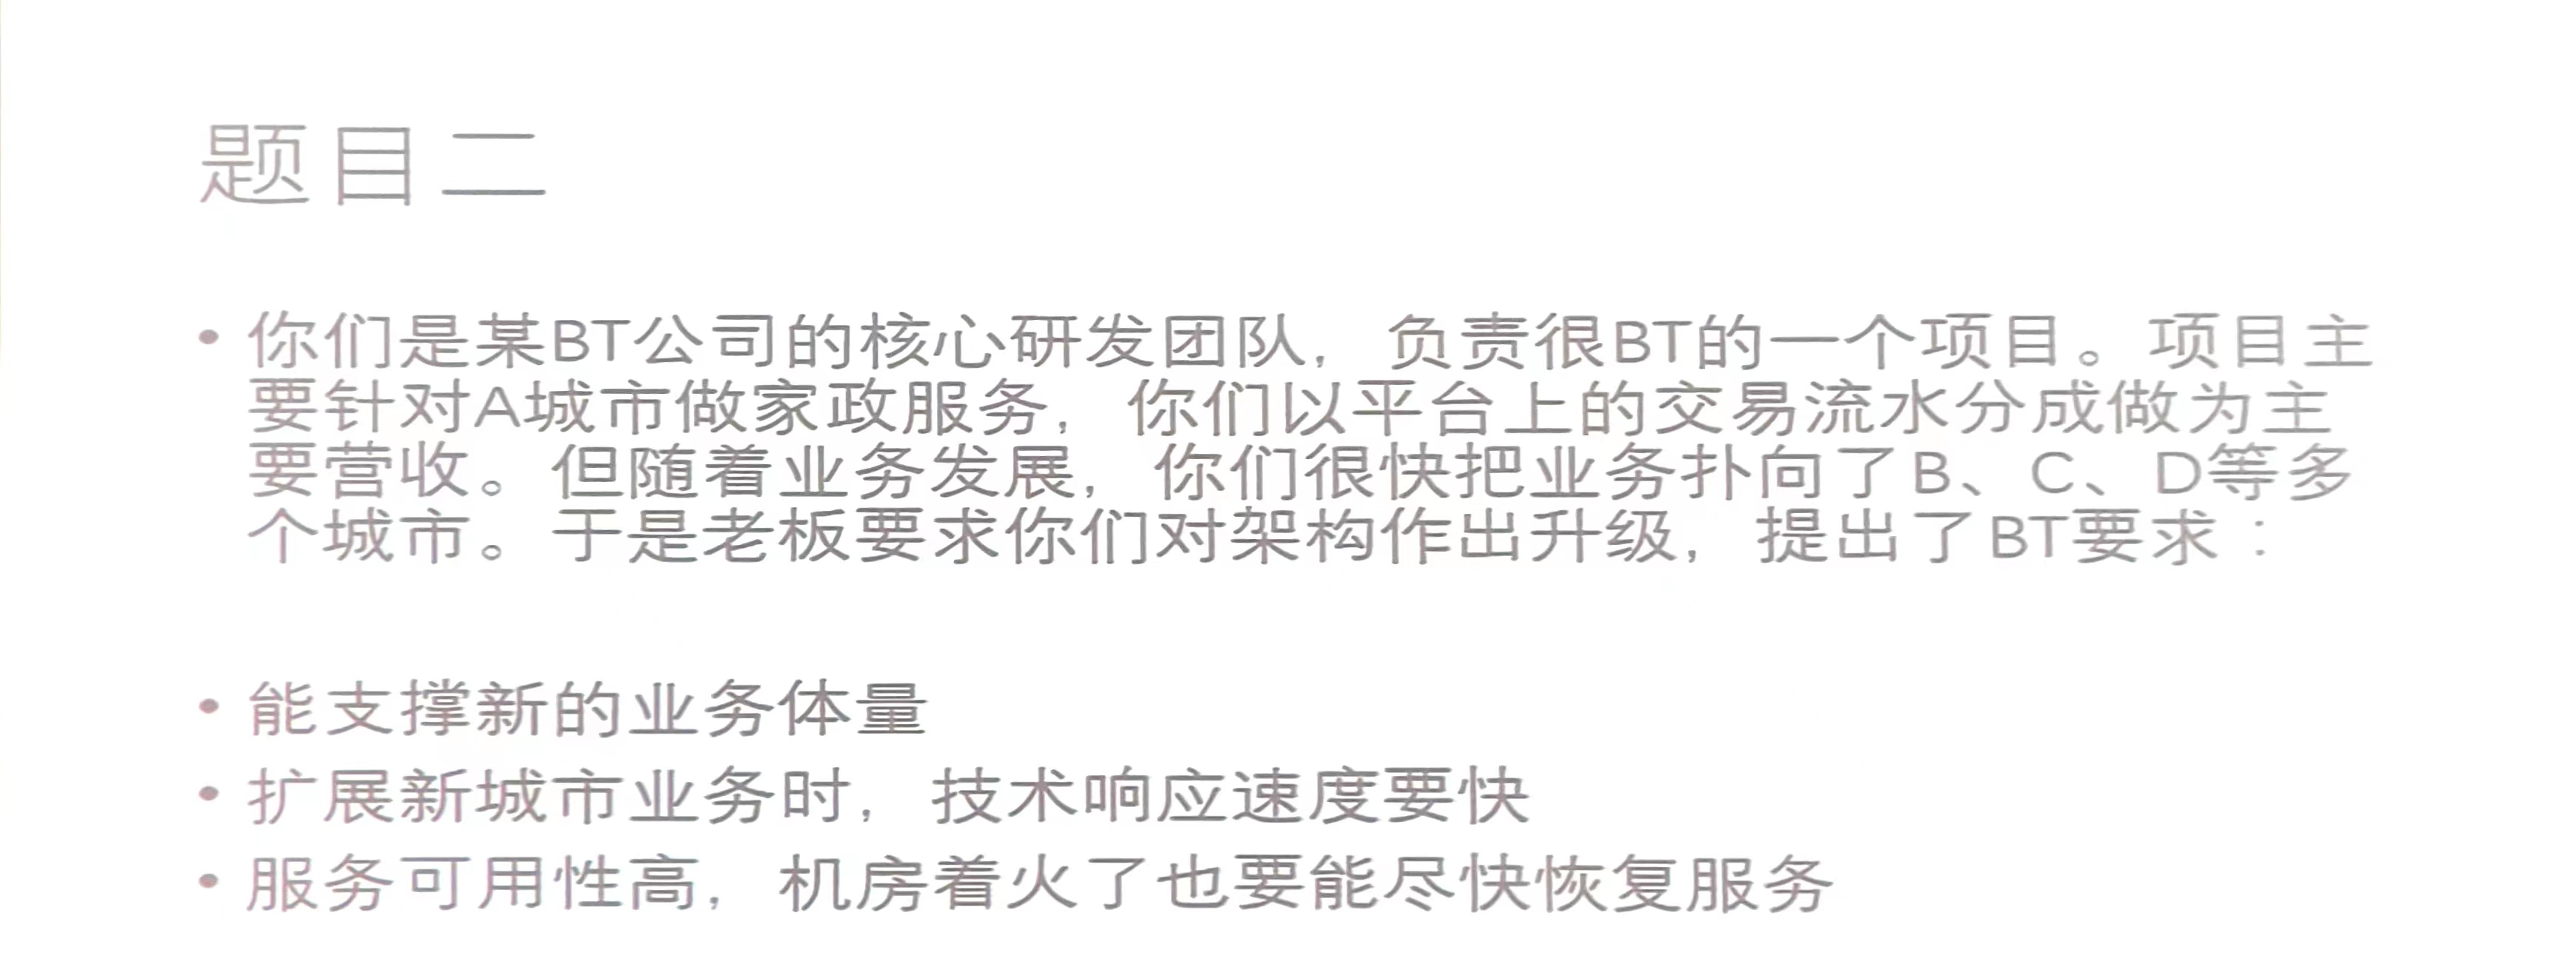 题目二
• 你们是某BT公司的核心研发团队，负责很BT的一个项目。项目主
要针对A城市做家政服务，你们以平台上的交易流水分成做为主
要营收。但随着业务发展，你们很快把业务扑向了B、C、D等多
个城市。于是老板要求你们对架构作出升级，提出了BT要求：
• 能支撑新的业务体量
• 扩展新城市业务时，技术响应速度要快
• 服务可用性高，机房着火了也要能尽快恢复服务